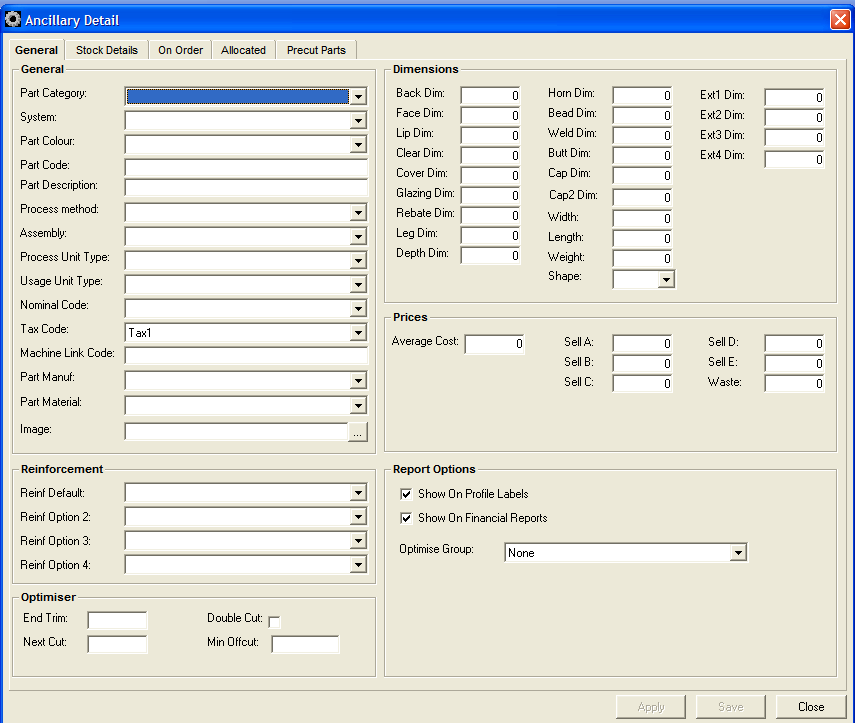 Ancillary Detail
General Stock Details On Order Allocated Precut Parts
General
Part Category:
System:
Part Colour:
Part Code:
Part Description:
Process method:
Assembly:
Process Unit Type:
Usage Unit Type:
Nominal Code:
Tax Code: Tax1
Machine Link Code:
Part Manuf:
Part Material:
Image: ...
Reinforcement
Reinf Default:
Reinf Option 2:
Reinf Option 3:
Reinf Option 4:
Optimiser
End Trim: Double Cut:
Next Cut: Min Offcut:
Dimensions
Back Dim: 0 Horn Dim: 0 Ext1 Dim: 0
Face Dim: 0 Bead Dim: 0 Ext2 Dim: 0
Lip Dim: 0 Weld Dim: 0 Ext3 Dim: 0
Clear Dim: 0 Butt Dim: 0 Ext4 Dim: 0
Cover Dim: 0 Cap Dim: 0
Glazing Dim: 0 Cap2 Dim: 0
Rebate Dim: 0 Width: 0
Leg Dim: 0 Length: 0
Depth Dim: 0 Weight: 0
Shape:
Prices
Average Cost: 0 Sell A: 0 Sell D: 0
Sell B: 0 Sell E: 0
Sell C: 0 Waste: 0
Report Options
Show On Profile Labels
Show On Financial Reports
Optimise Group: None
Apply Save Close